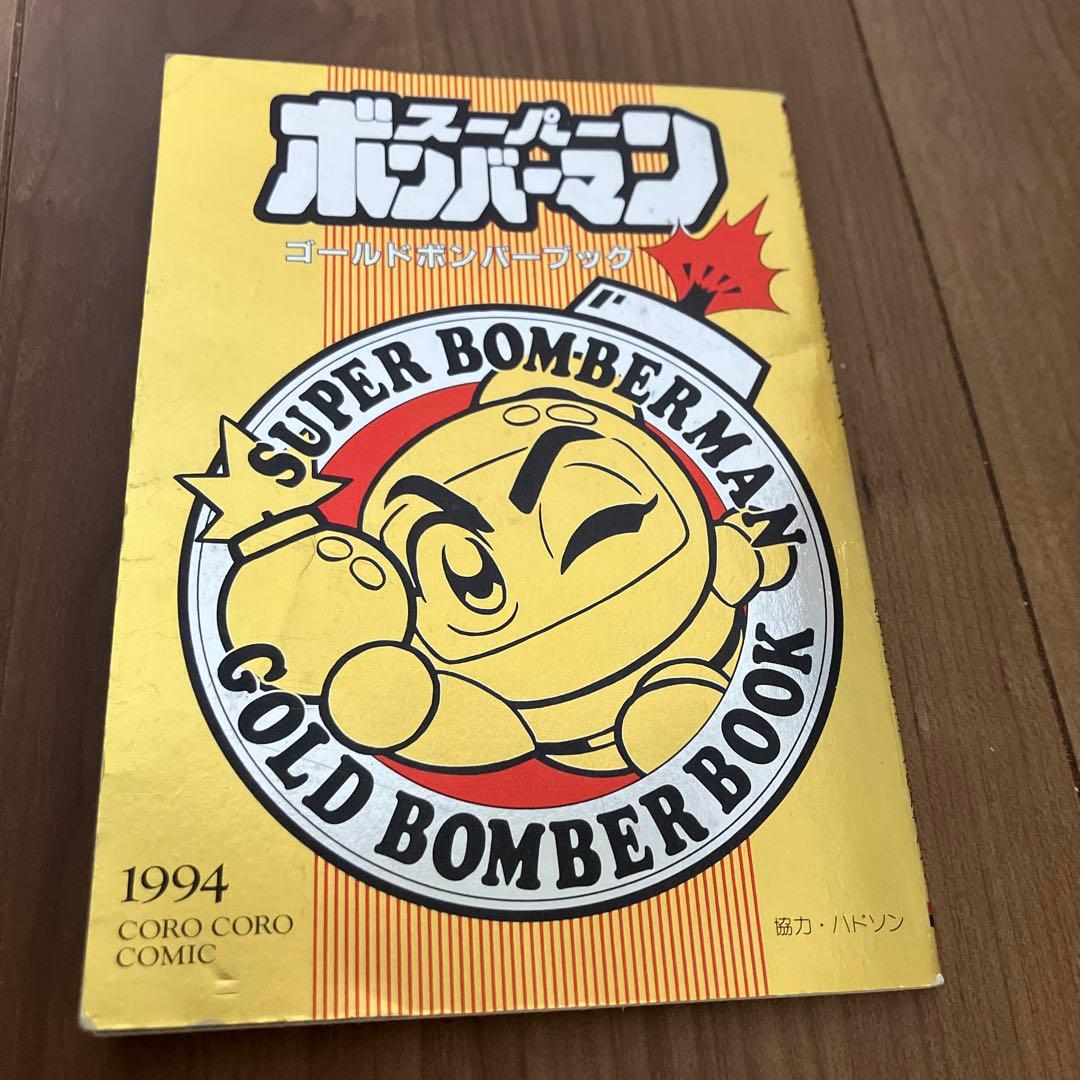 スーパー
ボンバーマン
ゴールドボンバーブック
SUPER BOMBERMAN
GOLD BOMBER BOOK
1994
CORO CORO
COMIC
協力・ハドソン